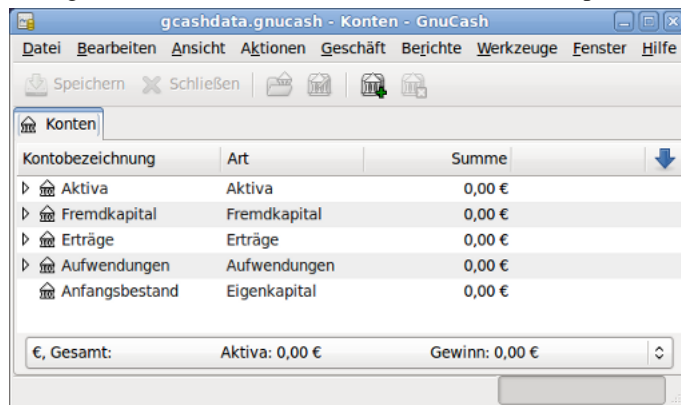 gcashdata.gnucash - Konten - GnuCash
Datei Bearbeiten Ansicht Aktionen Geschäft Berichte Werkzeuge Fenster Hilfe
Speichern Schließen
Konten
Kontobezeichnung Art Summe
Aktiva Aktiva 0,00 €
Fremdkapital Fremdkapital 0,00 €
Erträge Erträge 0,00 €
Aufwendungen Aufwendungen 0,00 €
Anfangsbestand Eigenkapital 0,00 €
€, Gesamt: Aktiva: 0,00 € Gewinn: 0,00 €